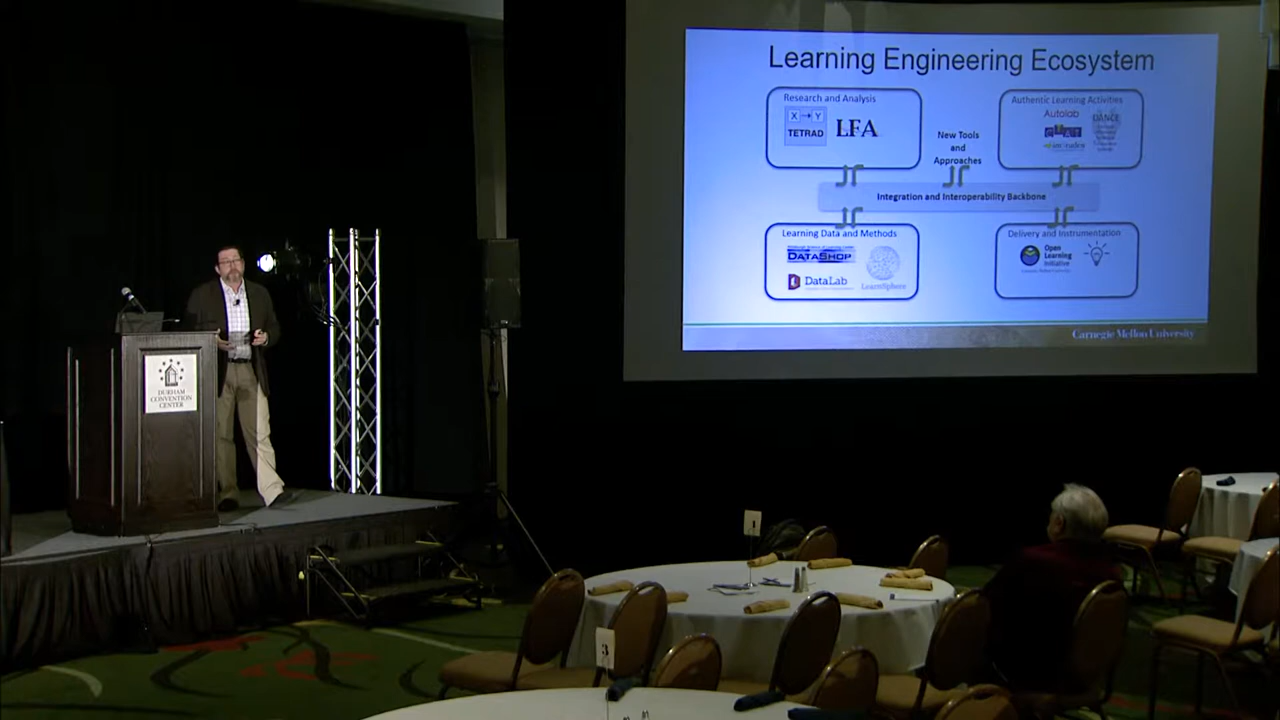 Learning Engineering Ecosystem
Research and Analysis
X → Y
TETRAD
LFA
New Tools
and
Approaches
Authentic Learning Activities
Autolab
DANCE
Integration and Interoperability Backbone
Learning Data and Methods
DATASHOP
DataLab
LearnSphere
Delivery and Instrumentation
Open
Learning
Initiative
Carnegie Mellon University
DURHAM
CONVENTION
CENTER
1
3